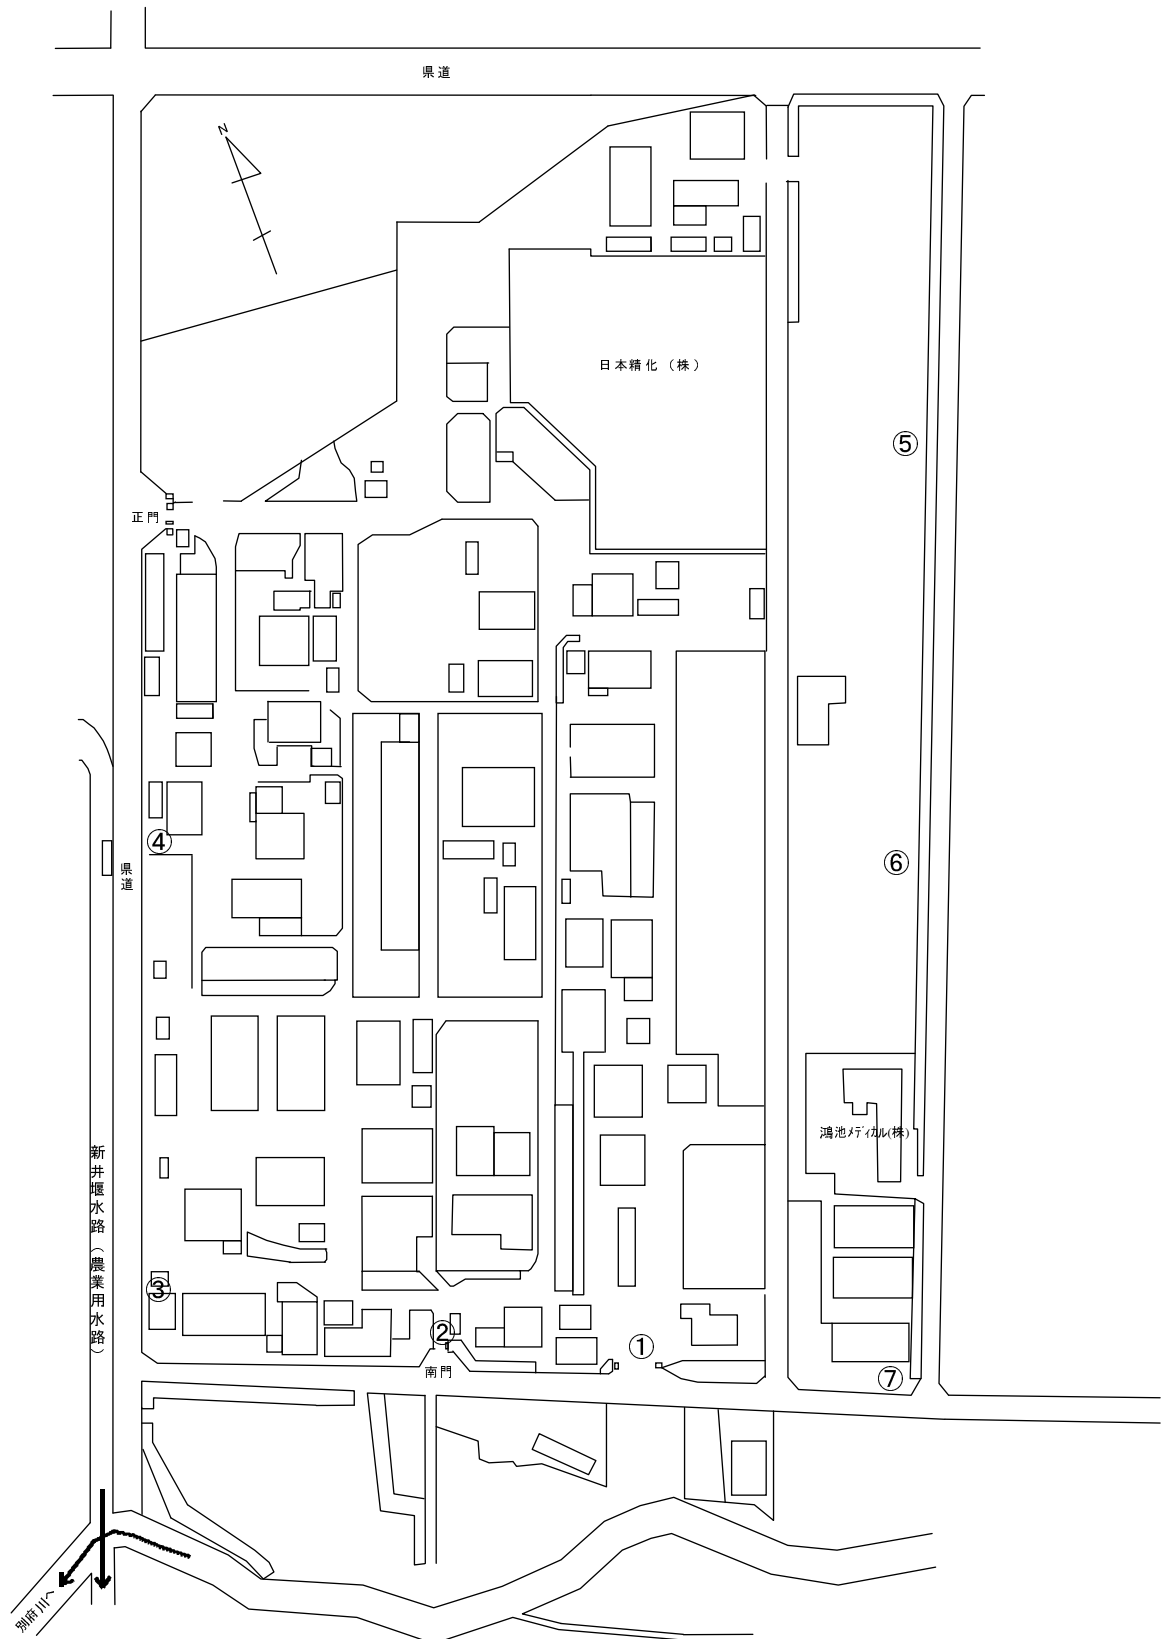 県道
N
日本精化（株）
⑤
正門
④
県道
⑥
新井堰水路（農業用水路）
鴻池メディカル(株)
③
②
①
南門
⑦
別府川へ